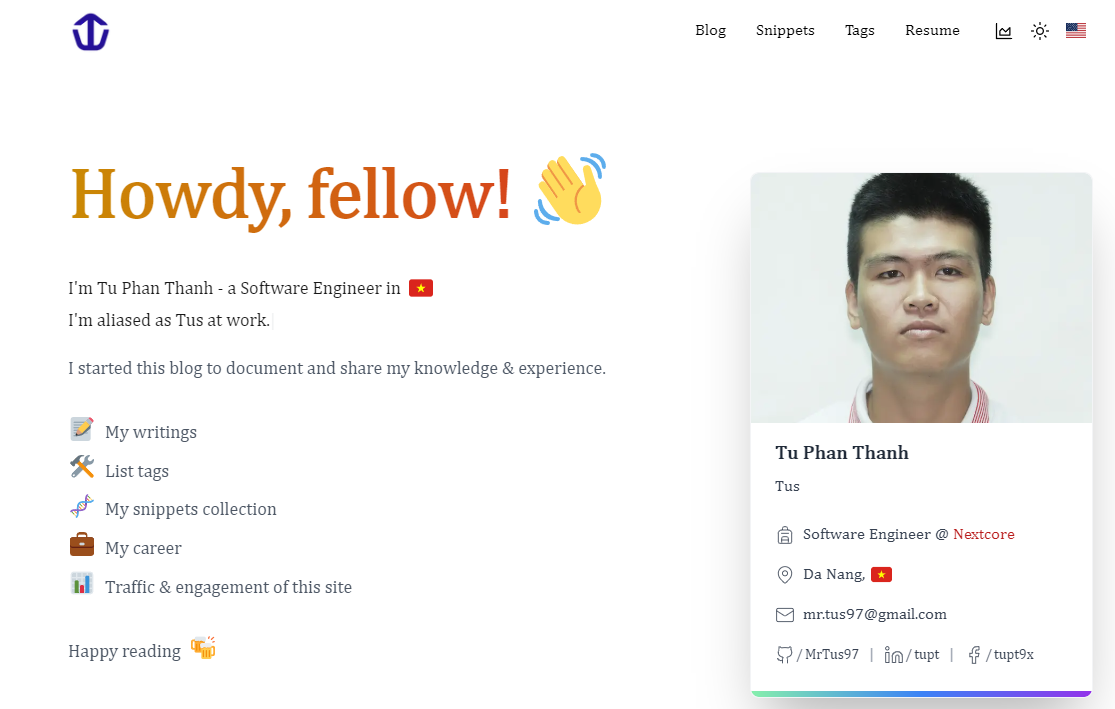 Blog Snippets Tags Resume
Howdy, fellow!
I'm Tu Phan Thanh - a Software Engineer in
I'm aliased as Tus at work.
I started this blog to document and share my knowledge & experience.
My writings
List tags
My snippets collection
My career
Traffic & engagement of this site
Happy reading
Tu Phan Thanh
Tus
Software Engineer @ Nextcore
Da Nang,
mr.tus97@gmail.com
/ MrTus97 | / tupt | / tupt9x